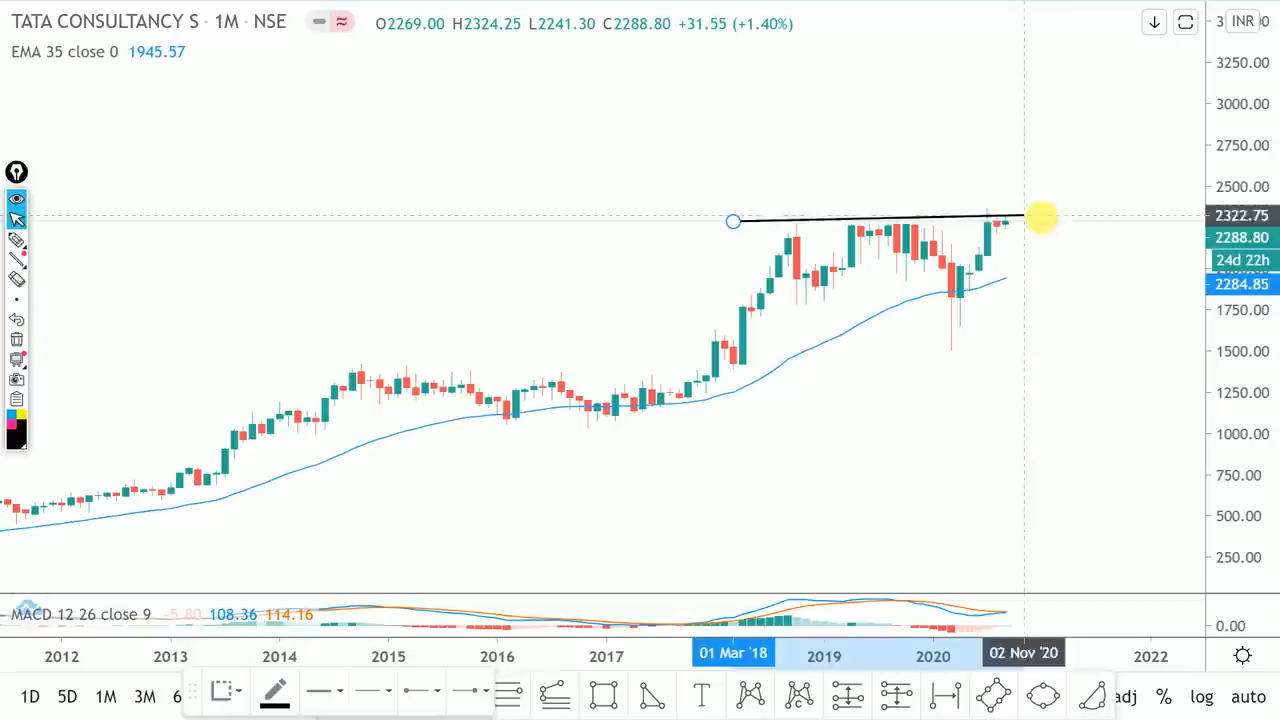 TATA CONSULTANCY S · 1M · NSE O2269.00 H2324.25 L2241.30 C2288.80 +31.55 (+1.40%)
INR
EMA 35 close 0 1945.57
3250.00
3000.00
2750.00
2500.00
2322.75
2288.80
24d 22h
2284.85
1750.00
1500.00
1250.00
1000.00
750.00
500.00
250.00
MACD 12 26 close 9 -5.80 108.36 114.16
0.00
2012 2013 2014 2015 2016 2017 01 Mar '18 2019 2020 02 Nov '20 2022
1D 5D 1M 3M 6 T C adj % log auto